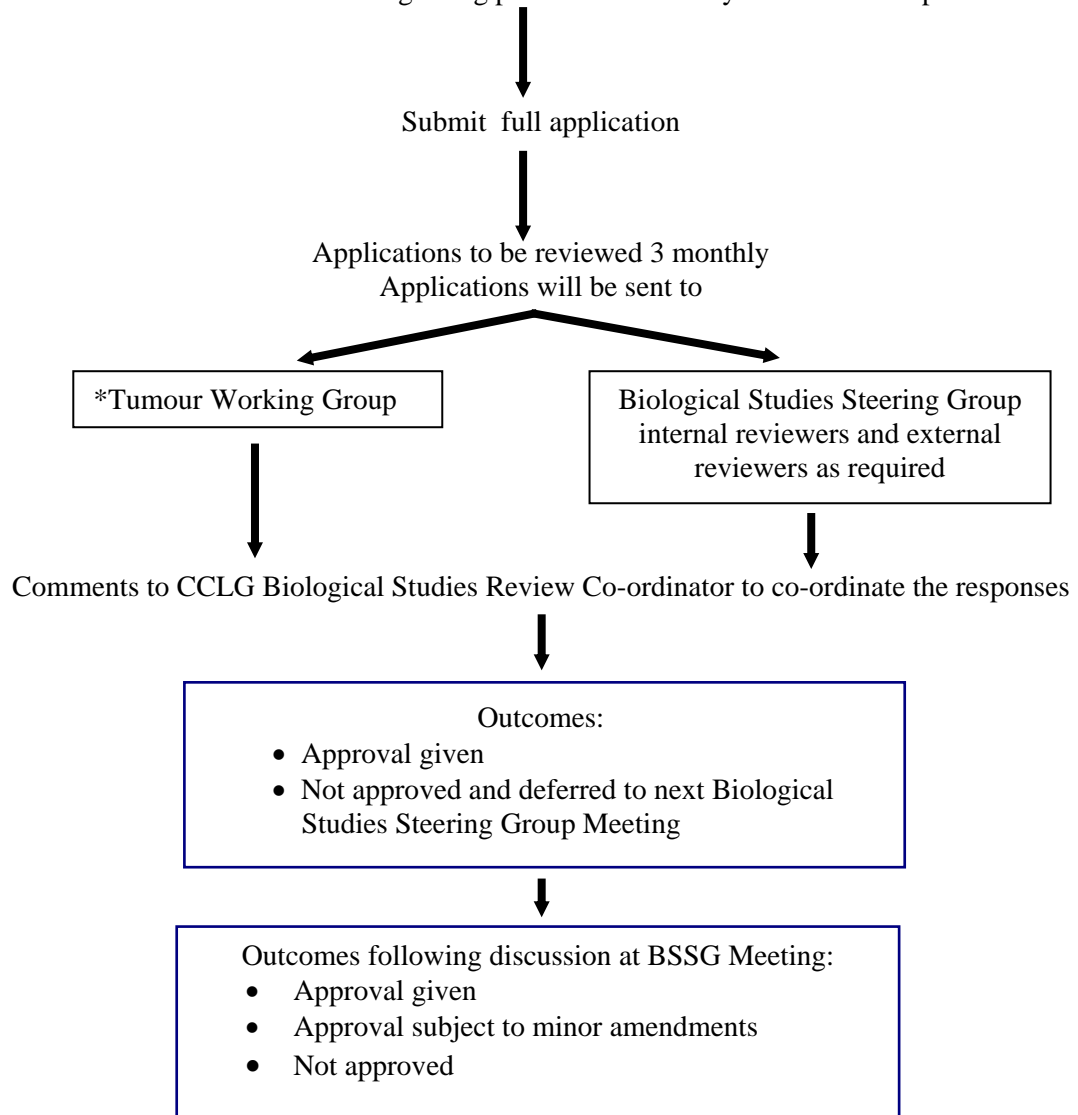 Submit full application
Applications to be reviewed 3 monthly
Applications will be sent to
*Tumour Working Group
Biological Studies Steering Group
internal reviewers and external
reviewers as required
Comments to CCLG Biological Studies Review Co-ordinator to co-ordinate the responses
Outcomes:
• Approval given
• Not approved and deferred to next Biological
Studies Steering Group Meeting
Outcomes following discussion at BSSG Meeting:
• Approval given
• Approval subject to minor amendments
• Not approved